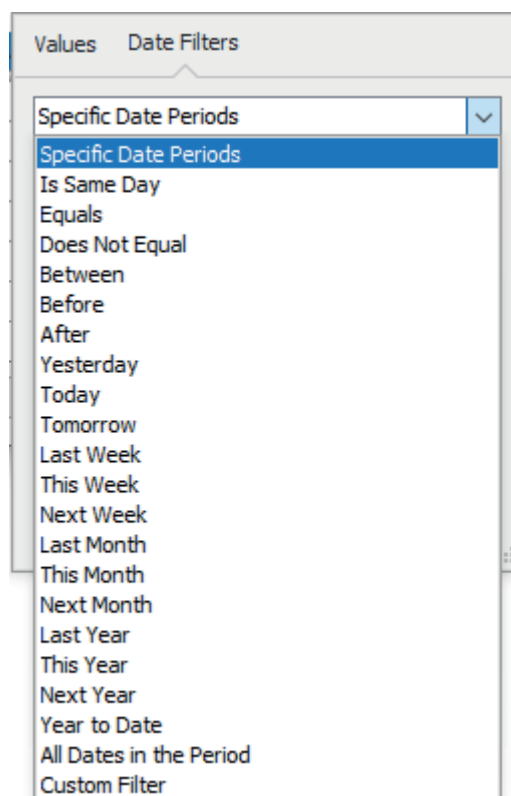 Values Date Filters
Specific Date Periods
Specific Date Periods
Is Same Day
Equals
Does Not Equal
Between
Before
After
Yesterday
Today
Tomorrow
Last Week
This Week
Next Week
Last Month
This Month
Next Month
Last Year
This Year
Next Year
Year to Date
All Dates in the Period
Custom Filter